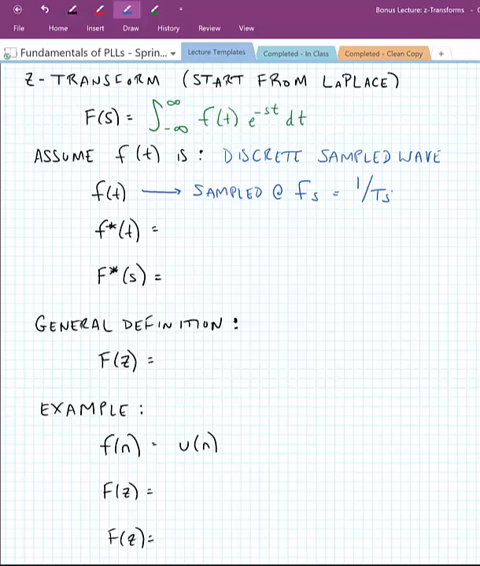 Bonus Lecture: z-Transforms
File Home Insert Draw History Review View
Fundamentals of PLLs - Sprin... Lecture Templates Completed - In Class Completed - Clean Copy +
Z-TRANSFORM (START FROM LAPLACE)
F(s) = ∫_{-∞}^{∞} f(t) e^{-st} dt
ASSUME f(t) IS: DISCRETE SAMPLED WAVE
f(t) ⟶ SAMPLED @ fs = 1/Ts
f*(t) =
F*(s) =
GENERAL DEFINITION:
F(z) =
EXAMPLE:
f(n) = u(n)
F(z) =
F(z) =